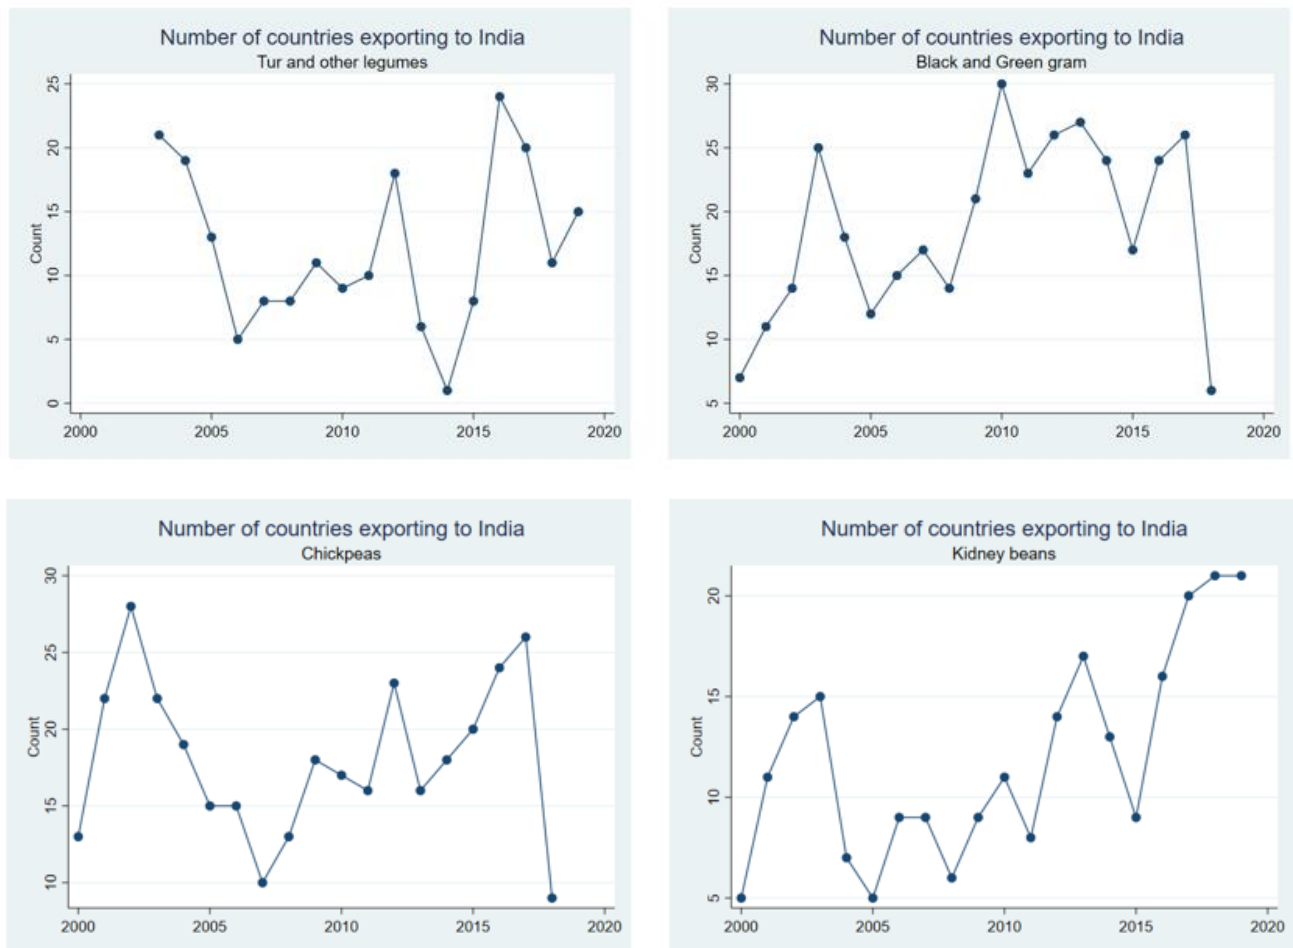 Number of countries exporting to India
Tur and other legumes
Count
25
20
15
10
5
0
2000 2005 2010 2015 2020
Number of countries exporting to India
Black and Green gram
Count
30
25
20
15
10
5
2000 2005 2010 2015 2020
Number of countries exporting to India
Chickpeas
Count
30
25
20
15
10
2000 2005 2010 2015 2020
Number of countries exporting to India
Kidney beans
Count
20
15
10
5
2000 2005 2010 2015 2020